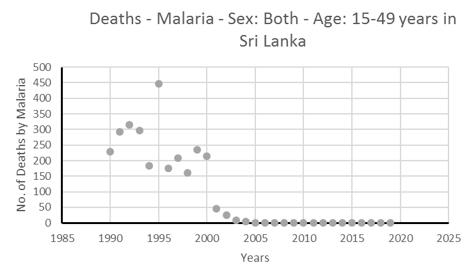 Deaths - Malaria - Sex: Both - Age: 15-49 years in
Sri Lanka
No. of Deaths by Malaria
500
450
400
350
300
250
200
150
100
50
0
1985 1990 1995 2000 2005 2010 2015 2020 2025
Years